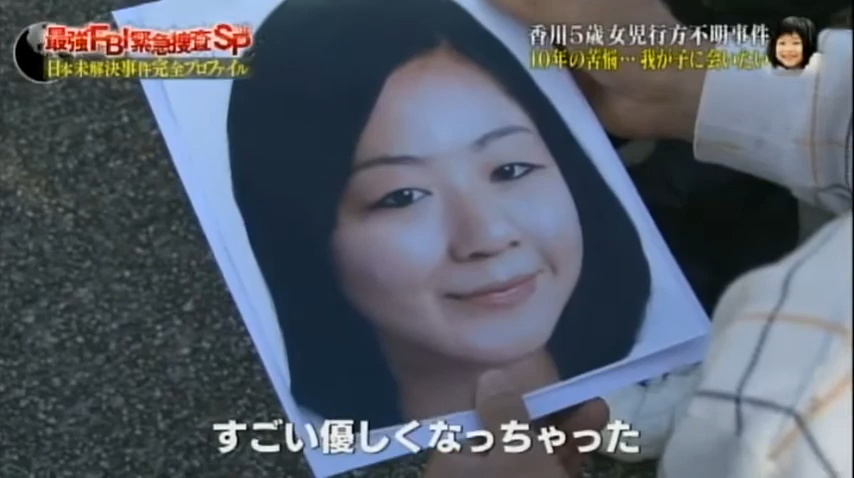 最強FBI緊急捜査SP
日本未解決事件完全プロファイル
香川5歳女児行方不明事件
10年の苦悩…我が子に会いたい
すごい優しくなっちゃった